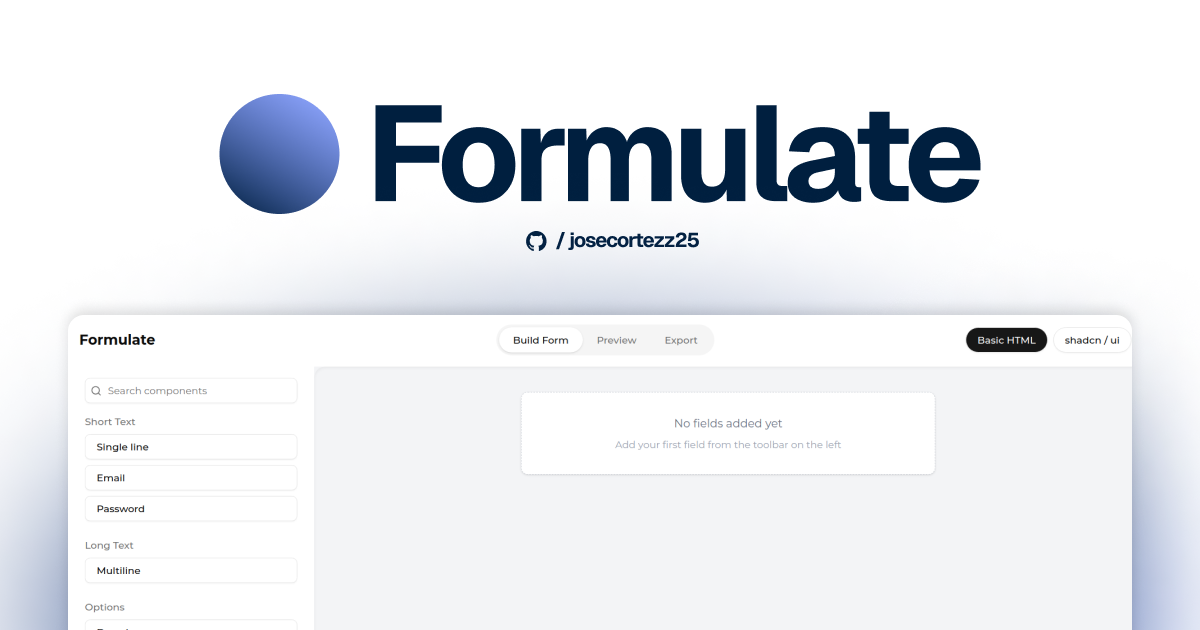 Formulate
/ josecortezz25
Formulate
Build Form
Preview
Export
Basic HTML
shadcn / ui
Search components
Short Text
Single line
Email
Password
Long Text
Multiline
Options
No fields added yet
Add your first field from the toolbar on the left